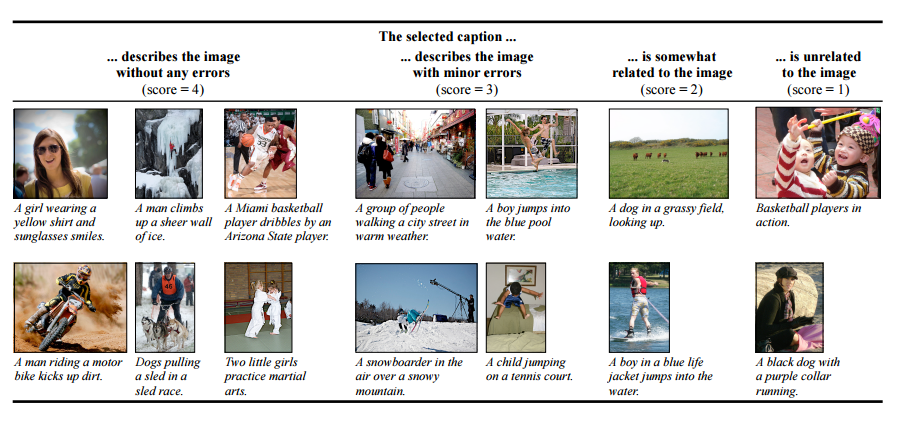 The selected caption ...
... describes the image
without any errors
(score = 4)
... describes the image
with minor errors
(score = 3)
... is somewhat
related to the image
(score = 2)
... is unrelated
to the image
(score = 1)
33
A girl wearing a
yellow shirt and
sunglasses smiles.
A man climbs
up a sheer wall
of ice.
A Miami basketball
player dribbles by an
Arizona State player.
A group of people
walking a city street in
warm weather.
A boy jumps into
the blue pool
water.
A dog in a grassy field,
looking up.
Basketball players in
action.
A man riding a motor
bike kicks up dirt.
Dogs pulling
a sled in a
sled race.
Two little girls
practice martial
arts.
A snowboarder in the
air over a snowy
mountain.
A child jumping
on a tennis court.
A boy in a blue life
jacket jumps into the
water.
A black dog with
a purple collar
running.